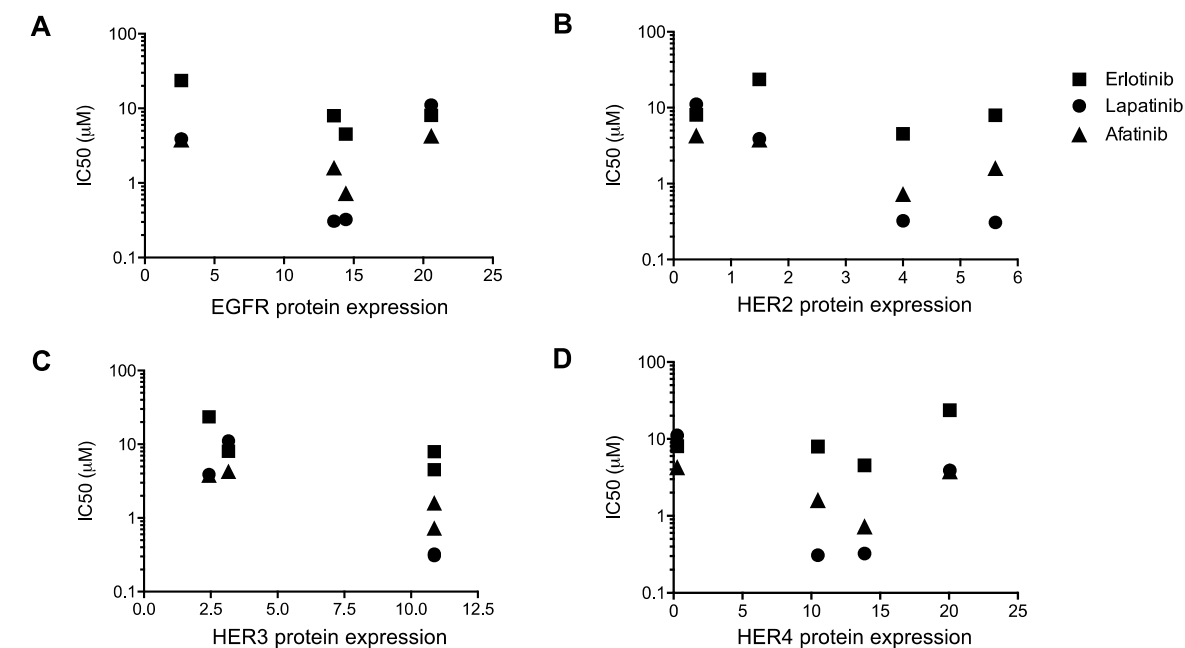 A
100
10
1
0.1
IC50 (μM)
0 5 10 15 20 25
EGFR protein expression
B
100
10
1
0.1
IC50 (μM)
0 1 2 3 4 5 6
HER2 protein expression
Erlotinib
Lapatinib
Afatinib
C
100
10
1
0.1
IC50 (μM)
0.0 2.5 5.0 7.5 10.0 12.5
HER3 protein expression
D
100
10
1
0.1
IC50 (μM)
0 5 10 15 20 25
HER4 protein expression